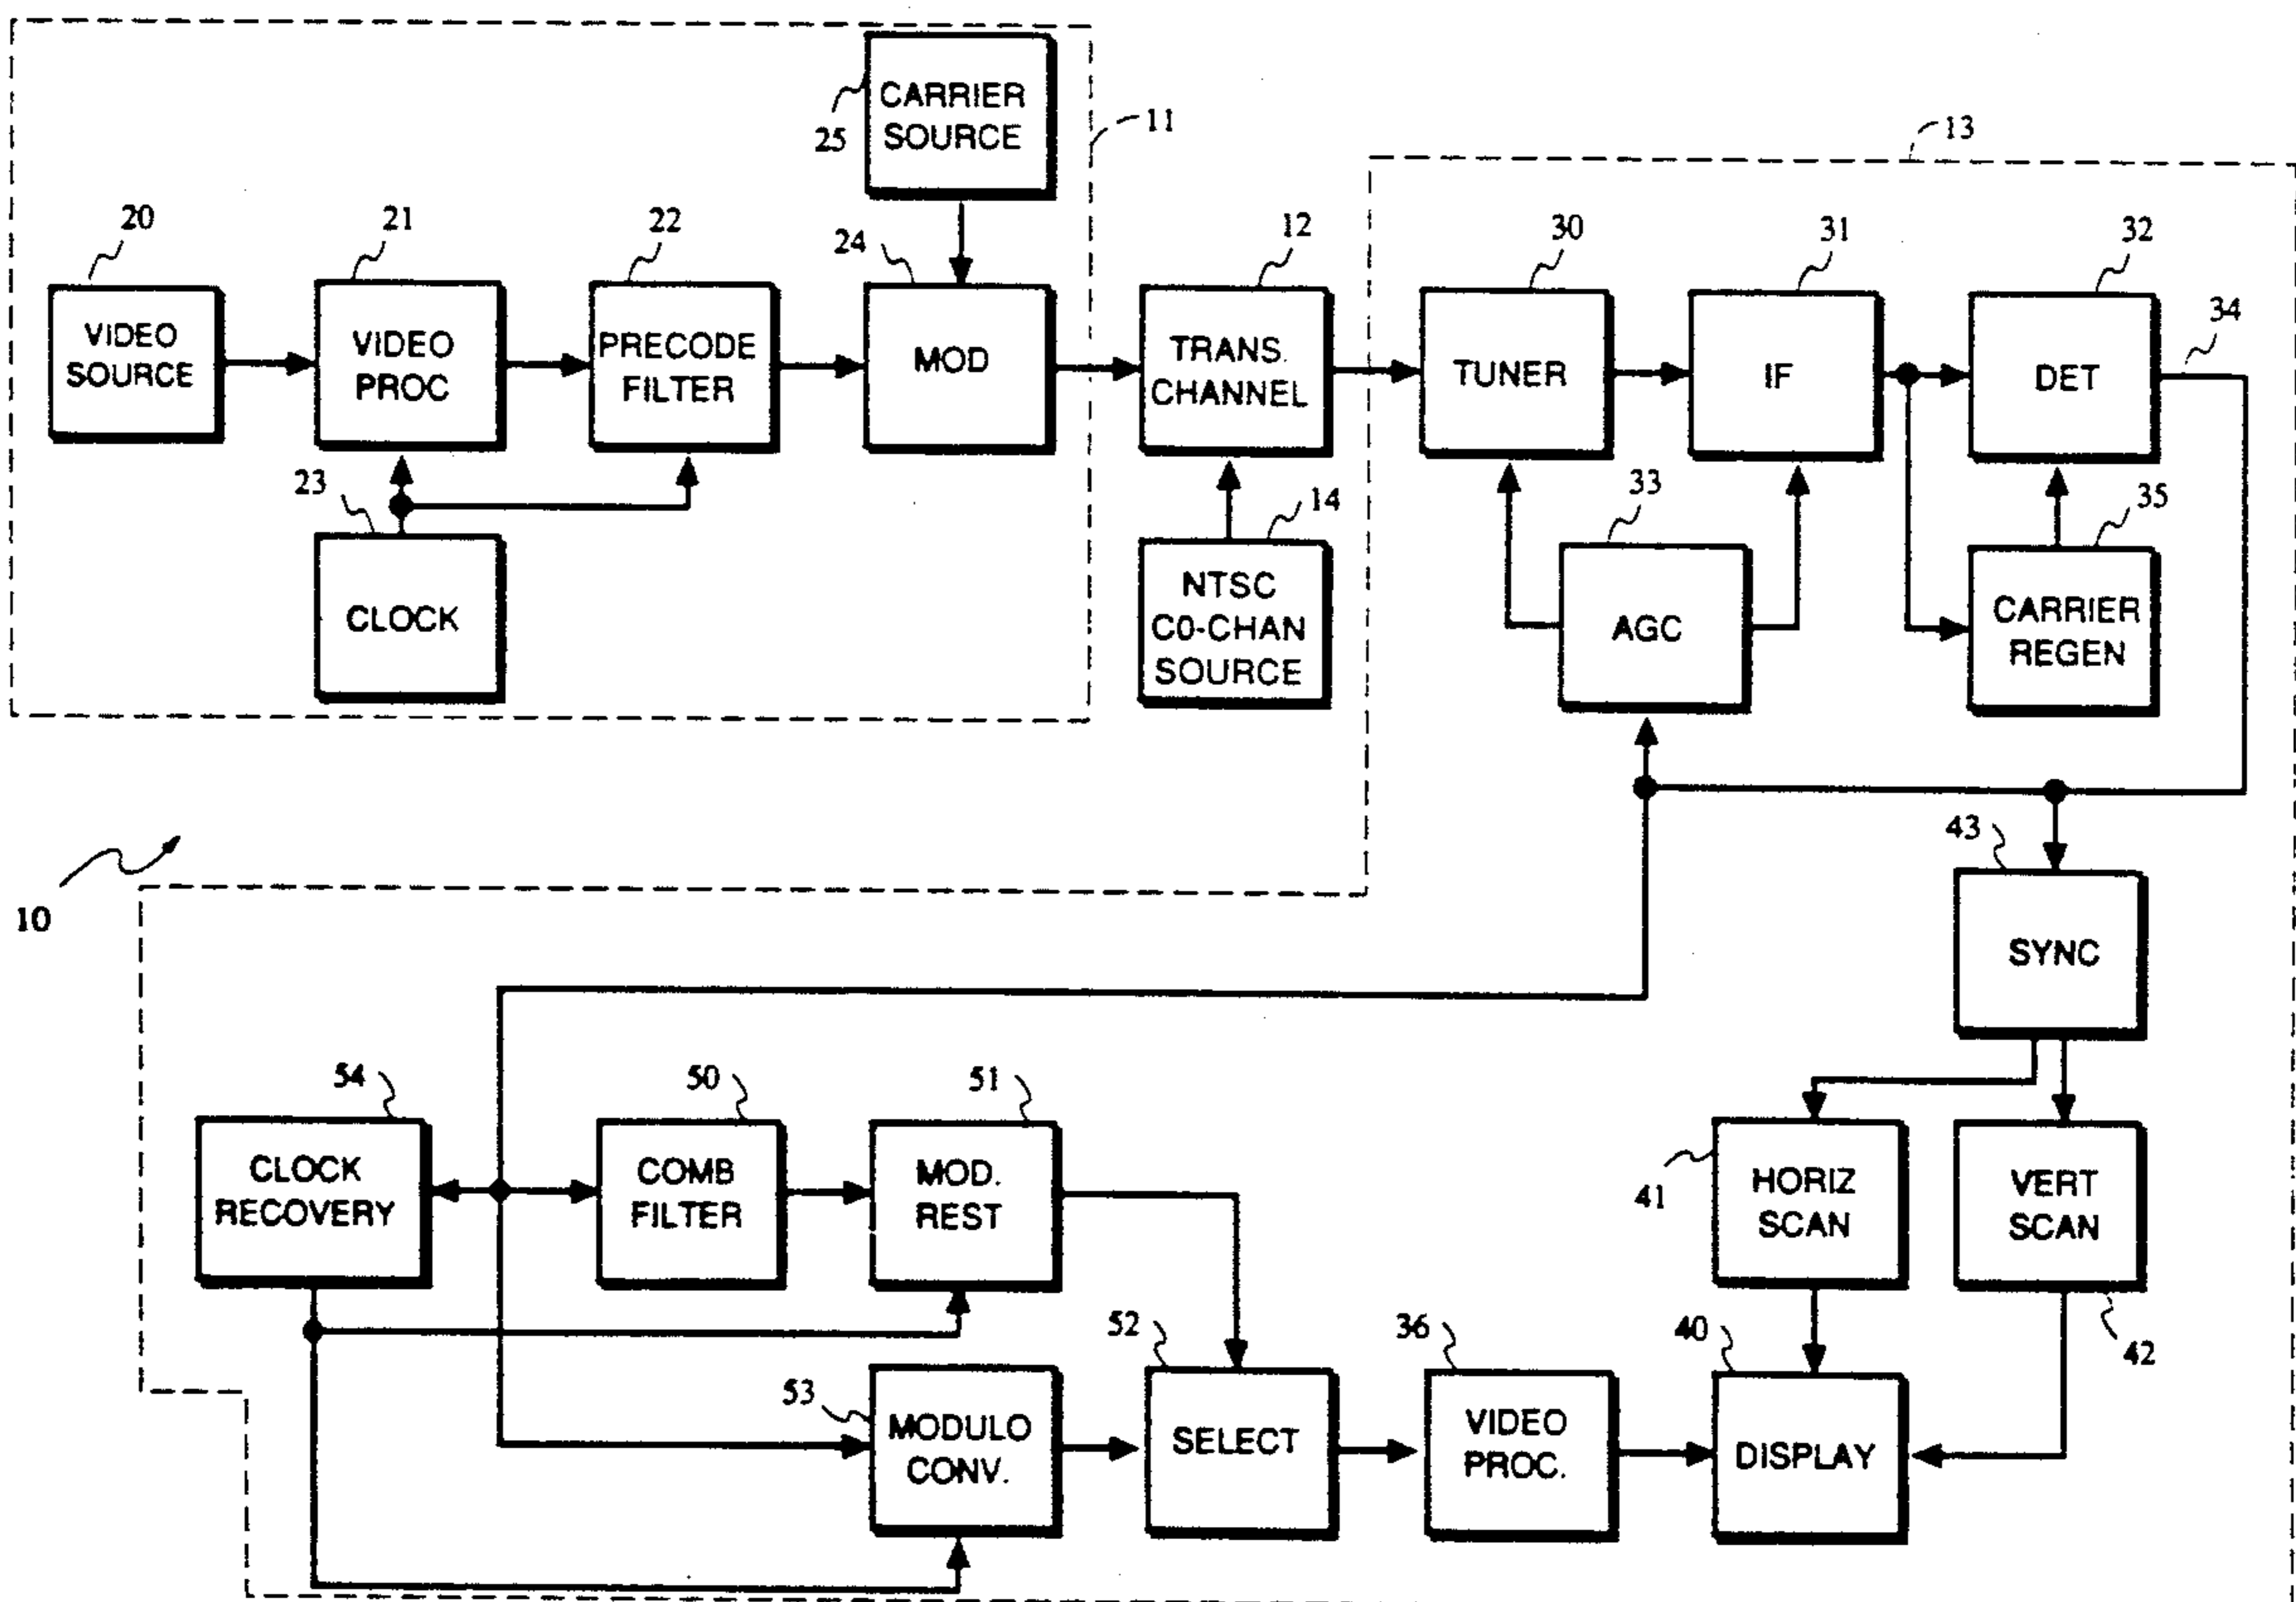 CARRIER
SOURCE
25
11
13
20
21
22
24
12
30
31
32
34
VIDEO
SOURCE
VIDEO
PROC
PRECODE
FILTER
MOD
TRANS.
CHANNEL
TUNER
IF
DET
23
14
33
35
CLOCK
NTSC
C0-CHAN
SOURCE
AGC
CARRIER
REGEN
43
10
SYNC
54
50
51
CLOCK
RECOVERY
COMB
FILTER
MOD.
REST
41
HORIZ
SCAN
VERT
SCAN
52
36
40
42
53
MODULO
CONV.
SELECT
VIDEO
PROC.
DISPLAY